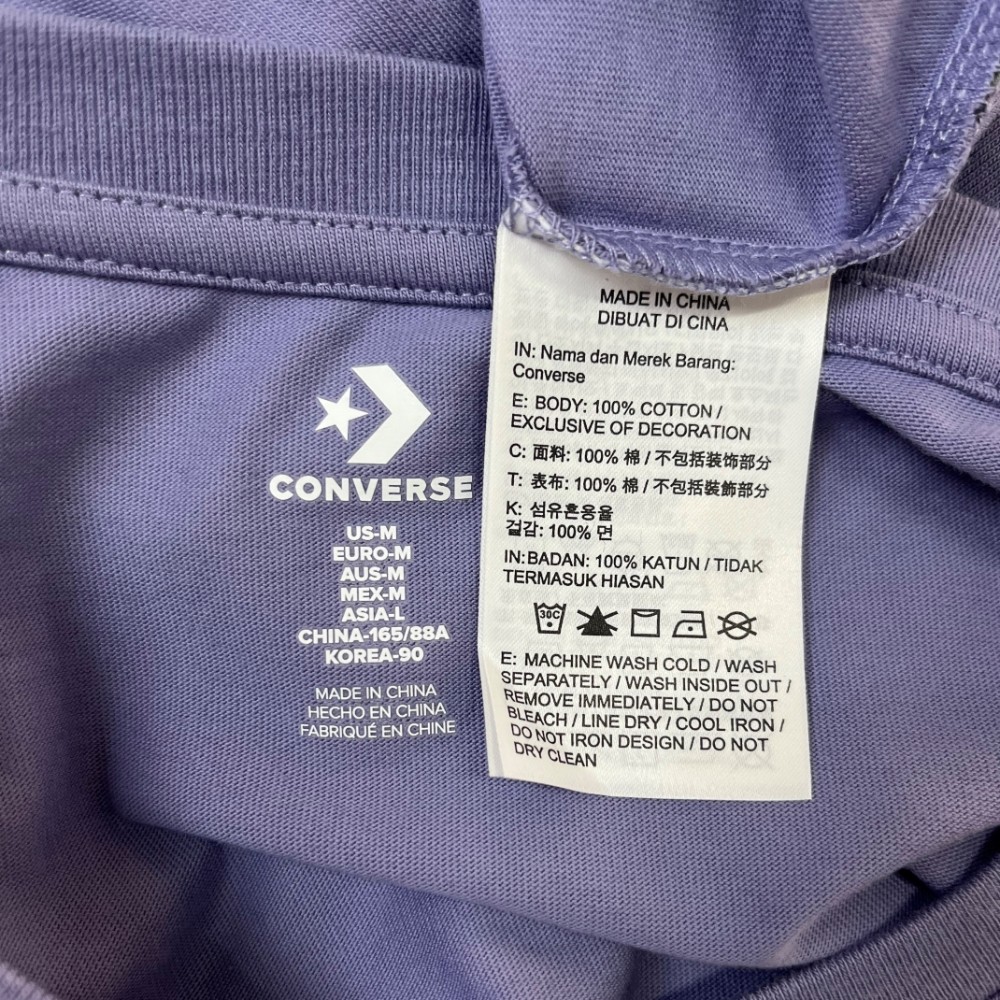 CONVERSE
US-M
EURO-M
AUS-M
MEX-M
ASIA-L
CHINA-165/88A
KOREA-90
MADE IN CHINA
HECHO EN CHINA
FABRIQUÉ EN CHINE
MADE IN CHINA
DIBUAT DI CINA
IN: Nama dan Merek Barang:
Converse
E: BODY: 100% COTTON /
EXCLUSIVE OF DECORATION
C: 面料: 100% 棉 / 不包括装饰部分
T: 表布: 100% 棉 / 不包括裝飾部分
K: 섬유혼용율
겉감: 100% 면
IN: BADAN: 100% KATUN / TIDAK
TERMASUK HIASAN
30C
E: MACHINE WASH COLD / WASH
SEPARATELY / WASH INSIDE OUT /
REMOVE IMMEDIATELY / DO NOT
BLEACH / LINE DRY / COOL IRON /
DO NOT IRON DESIGN / DO NOT
DRY CLEAN